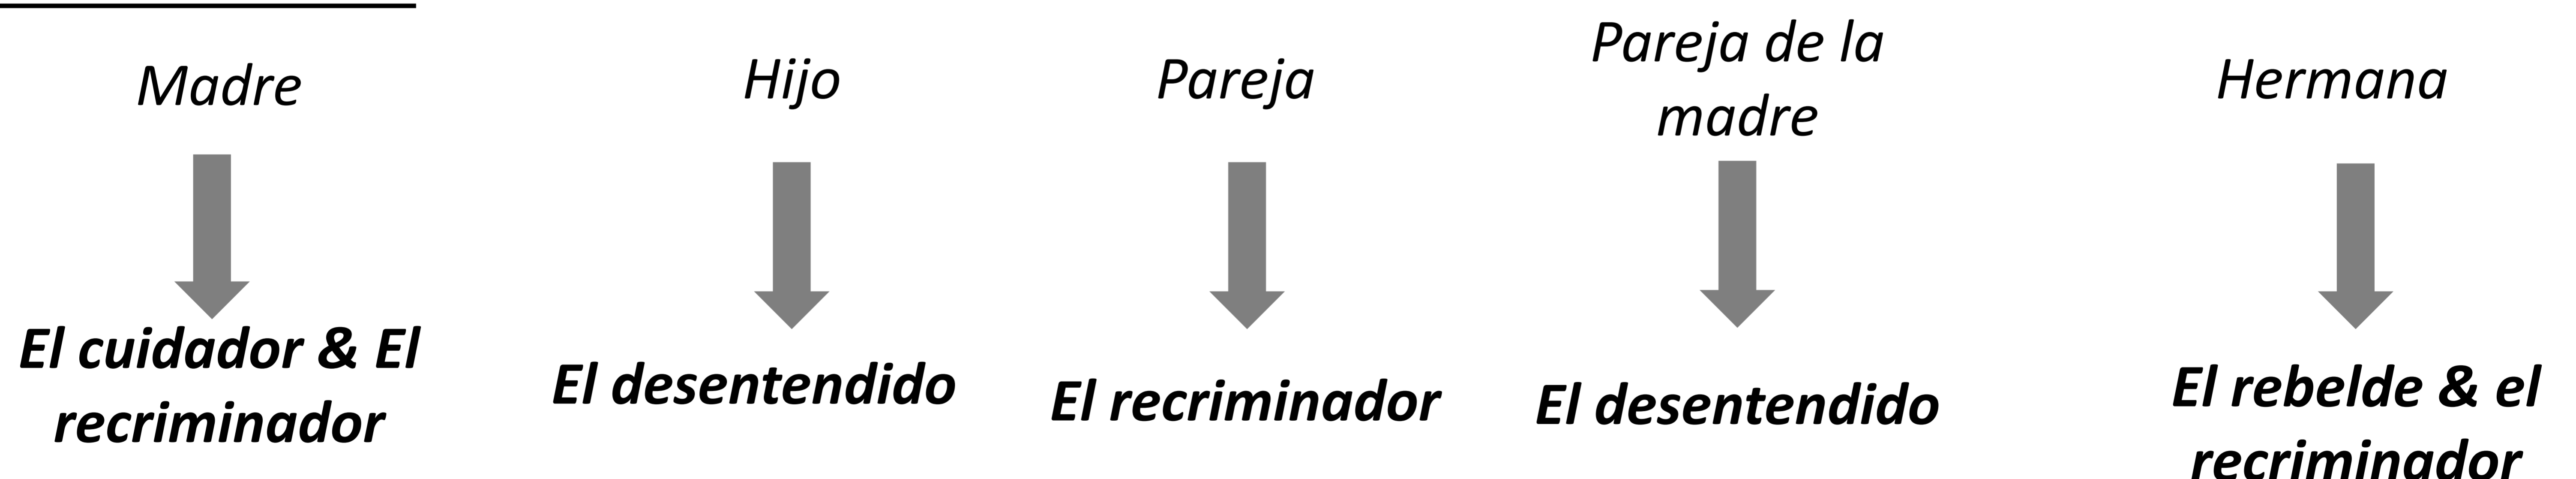 Madre
Hijo
Pareja
Pareja de la
madre
Hermana
El cuidador & El
recriminador
El desentendido
El recriminador
El desentendido
El rebelde & el
recriminador